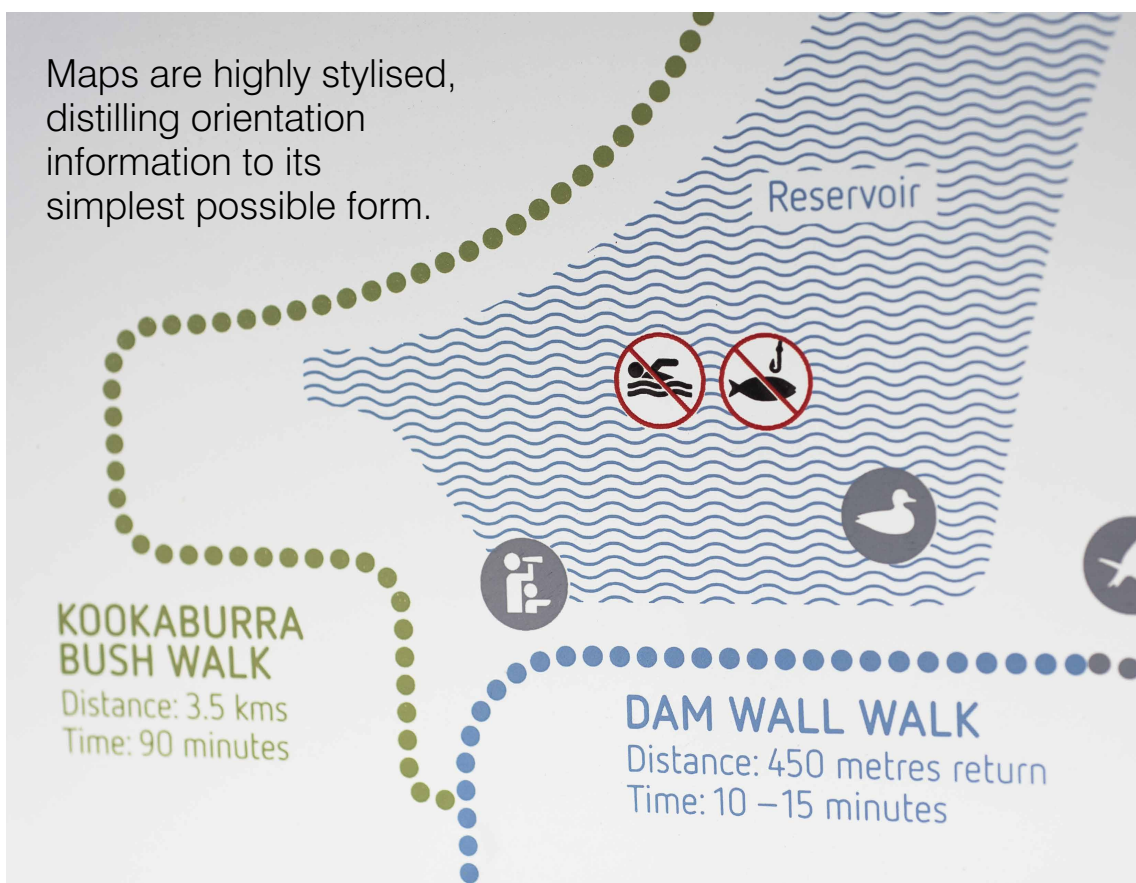 Maps are highly stylised,
distilling orientation
information to its
simplest possible form.
Reservoir
KOOKABURRA
BUSH WALK
Distance: 3.5 kms
Time: 90 minutes
DAM WALL WALK
Distance: 450 metres return
Time: 10 – 15 minutes